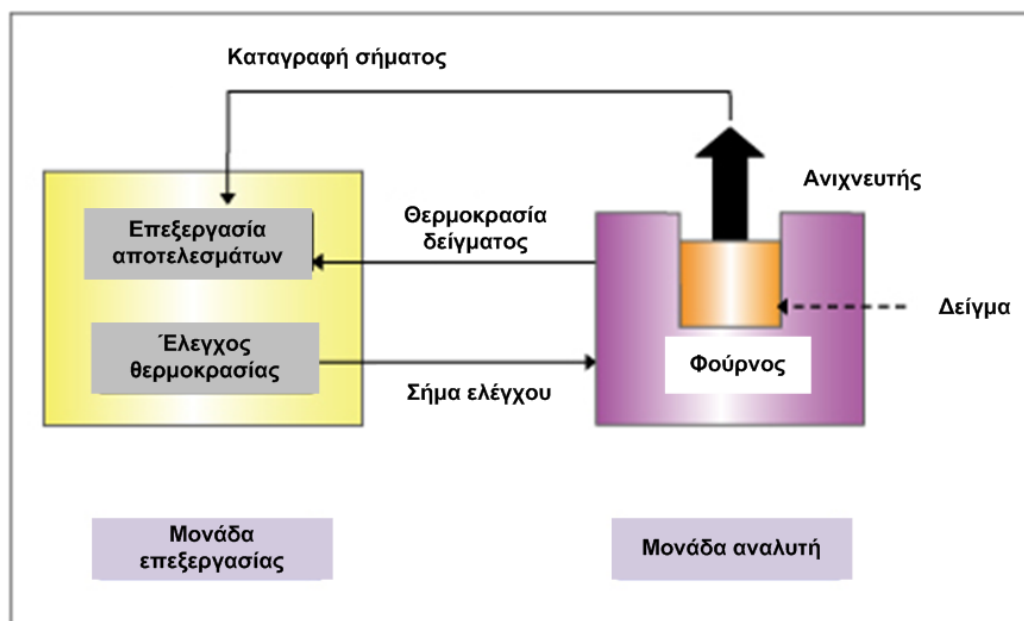 Καταγραφή σήματος
Ανιχνευτής
Επεξεργασία
αποτελεσμάτων
Θερμοκρασία
δείγματος
Δείγμα
Έλεγχος
θερμοκρασίας
Φούρνος
Σήμα ελέγχου
Μονάδα
επεξεργασίας
Μονάδα αναλυτή